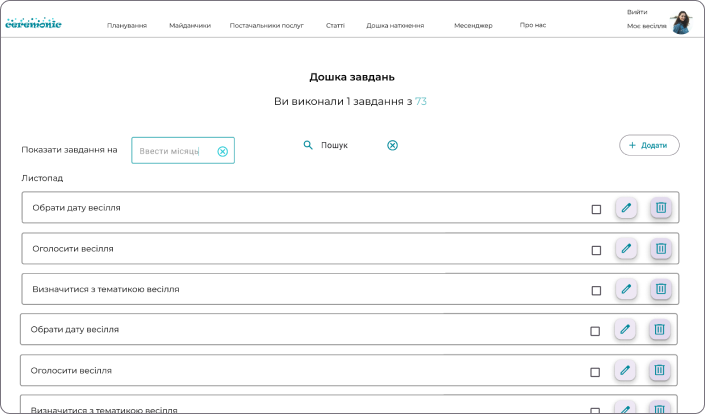 ceremonic
Планування Майданчики Постачальники послуг Статті Дошка натхнення Месенджер Про нас
Вийти
Моє весілля
Дошка завдань
Ви виконали 1 завдання з 73
Показати завдання на Ввести місяць Пошук + Додати
Листопад
Обрати дату весілля
Оголосити весілля
Визначитися з тематикою весілля
Обрати дату весілля
Оголосити весілля
Визначитися з тематикою весілля